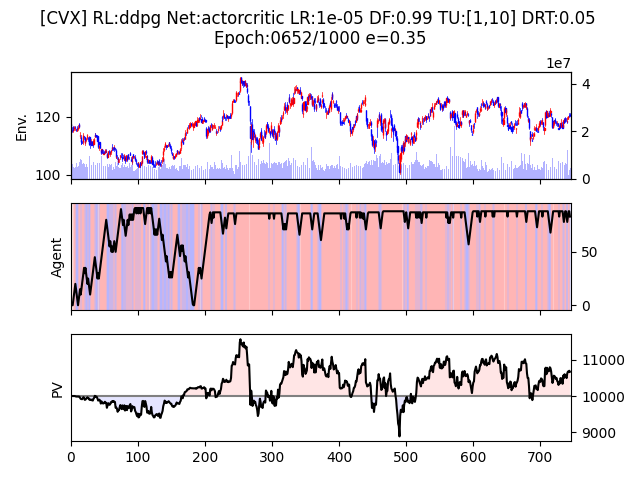 [CVX] RL:ddpg Net:actorcritic LR:1e-05 DF:0.99 TU:[1,10] DRT:0.05
Epoch:0652/1000 e=0.35
1e7
Env.
120
100
4
2
0
Agent
50
0
PV
11000
10000
9000
0 100 200 300 400 500 600 700